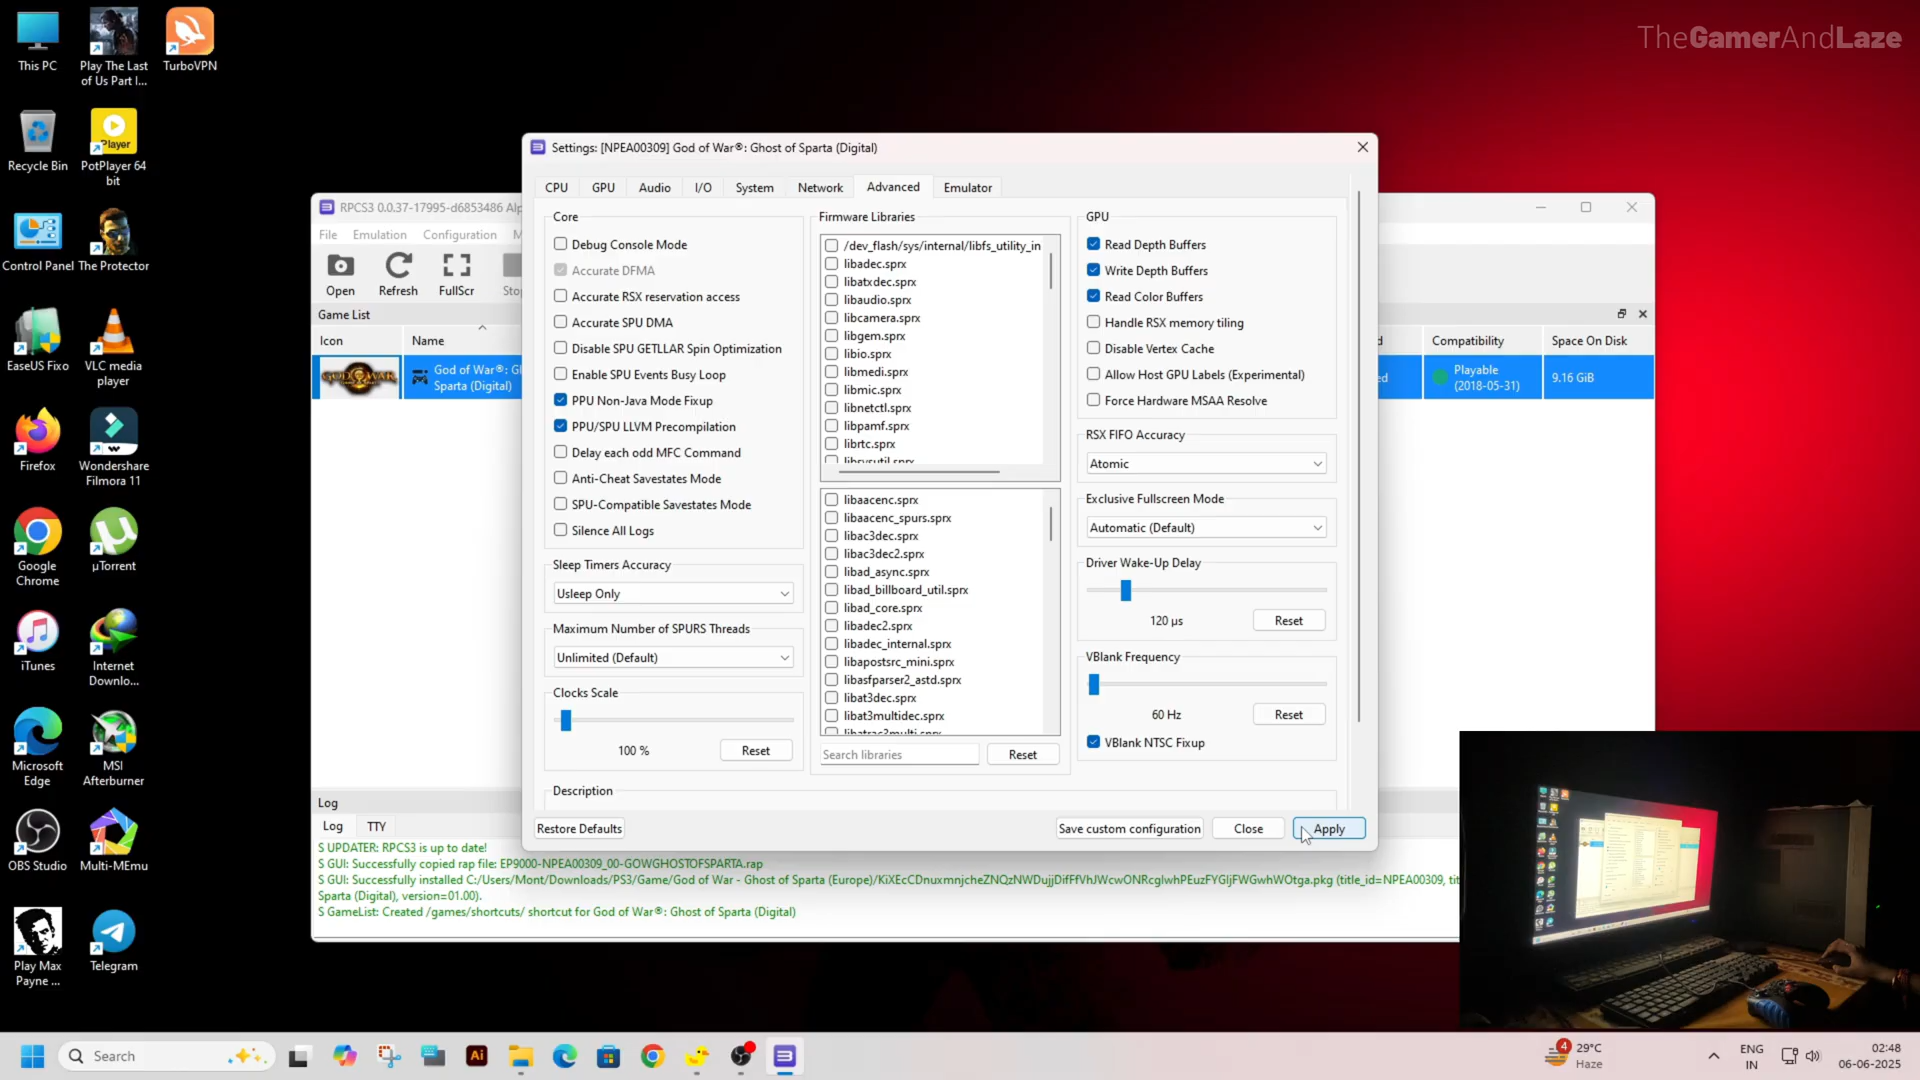 TheGamerAndLaze
This PC
Play The Last
of Us Part I...
TurboVPN
Recycle Bin
PotPlayer 64
bit
Control Panel
The Protector
EaseUS Fixo
VLC media
player
Firefox
Wondershare
Filmora 11
Google
Chrome
µTorrent
iTunes
Internet
Downlo...
Microsoft
Edge
MSI
Afterburner
OBS Studio
Multi-MEmu
Play Max
Payne ...
Telegram
RPCS3 0.0.37-17995-d6853486 Alp
File
Emulation
Configuration
M
Open
Refresh
FullScr
Sto
Game List
Icon
Name
d
Compatibility
Space On Disk
God of War®: Gl
Sparta (Digital)
ed
Playable
(2018-05-31)
9.16 GiB
Settings: [NPEA00309] God of War®: Ghost of Sparta (Digital)
CPU
GPU
Audio
I/O
System
Network
Advanced
Emulator
Core
Debug Console Mode
Accurate DFMA
Accurate RSX reservation access
Accurate SPU DMA
Disable SPU GETLLAR Spin Optimization
Enable SPU Events Busy Loop
PPU Non-Java Mode Fixup
PPU/SPU LLVM Precompilation
Delay each odd MFC Command
Anti-Cheat Savestates Mode
SPU-Compatible Savestates Mode
Silence All Logs
Sleep Timers Accuracy
Usleep Only
Maximum Number of SPURS Threads
Unlimited (Default)
Clocks Scale
100 %
Reset
Firmware Libraries
/dev_flash/sys/internal/libfs_utility_in
libadec.sprx
libatxdec.sprx
libaudio.sprx
libcamera.sprx
libgem.sprx
libio.sprx
libmedi.sprx
libmic.sprx
libnetctl.sprx
libpamf.sprx
librtc.sprx
libsysutil.sprx
libaacenc.sprx
libaacenc_spurs.sprx
libac3dec.sprx
libac3dec2.sprx
libad_async.sprx
libad_billboard_util.sprx
libad_core.sprx
libadec2.sprx
libadec_internal.sprx
libapostsrc_mini.sprx
libasfparser2_astd.sprx
libat3dec.sprx
libat3multidec.sprx
libatrac3multi.sprx
Search libraries
Reset
GPU
Read Depth Buffers
Write Depth Buffers
Read Color Buffers
Handle RSX memory tiling
Disable Vertex Cache
Allow Host GPU Labels (Experimental)
Force Hardware MSAA Resolve
RSX FIFO Accuracy
Atomic
Exclusive Fullscreen Mode
Automatic (Default)
Driver Wake-Up Delay
120 µs
Reset
VBlank Frequency
60 Hz
Reset
VBlank NTSC Fixup
Description
Restore Defaults
Save custom configuration
Close
Apply
Log
Log
TTY
S UPDATER: RPCS3 is up to date!
S GUI: Successfully copied rap file: EP9000-NPEA00309_00-GOWGHOSTOFSPARTA.rap
S GUI: Successfully installed C:/Users/Mont/Downloads/PS3/Game/God of War - Ghost of Sparta (Europe)/KiXEcCDnuxmnjcheZNQzNWDujjDifFfVhJWcwONRcglwhPEuzFYGljFWGwhWOtga.pkg (title_id=NPEA00309, tit
Sparta (Digital), version=01.00).
S GameList: Created /games/shortcuts/ shortcut for God of War®: Ghost of Sparta (Digital)
Search
Ai
4
29°C
Haze
ENG
IN
02:48
06-06-2025